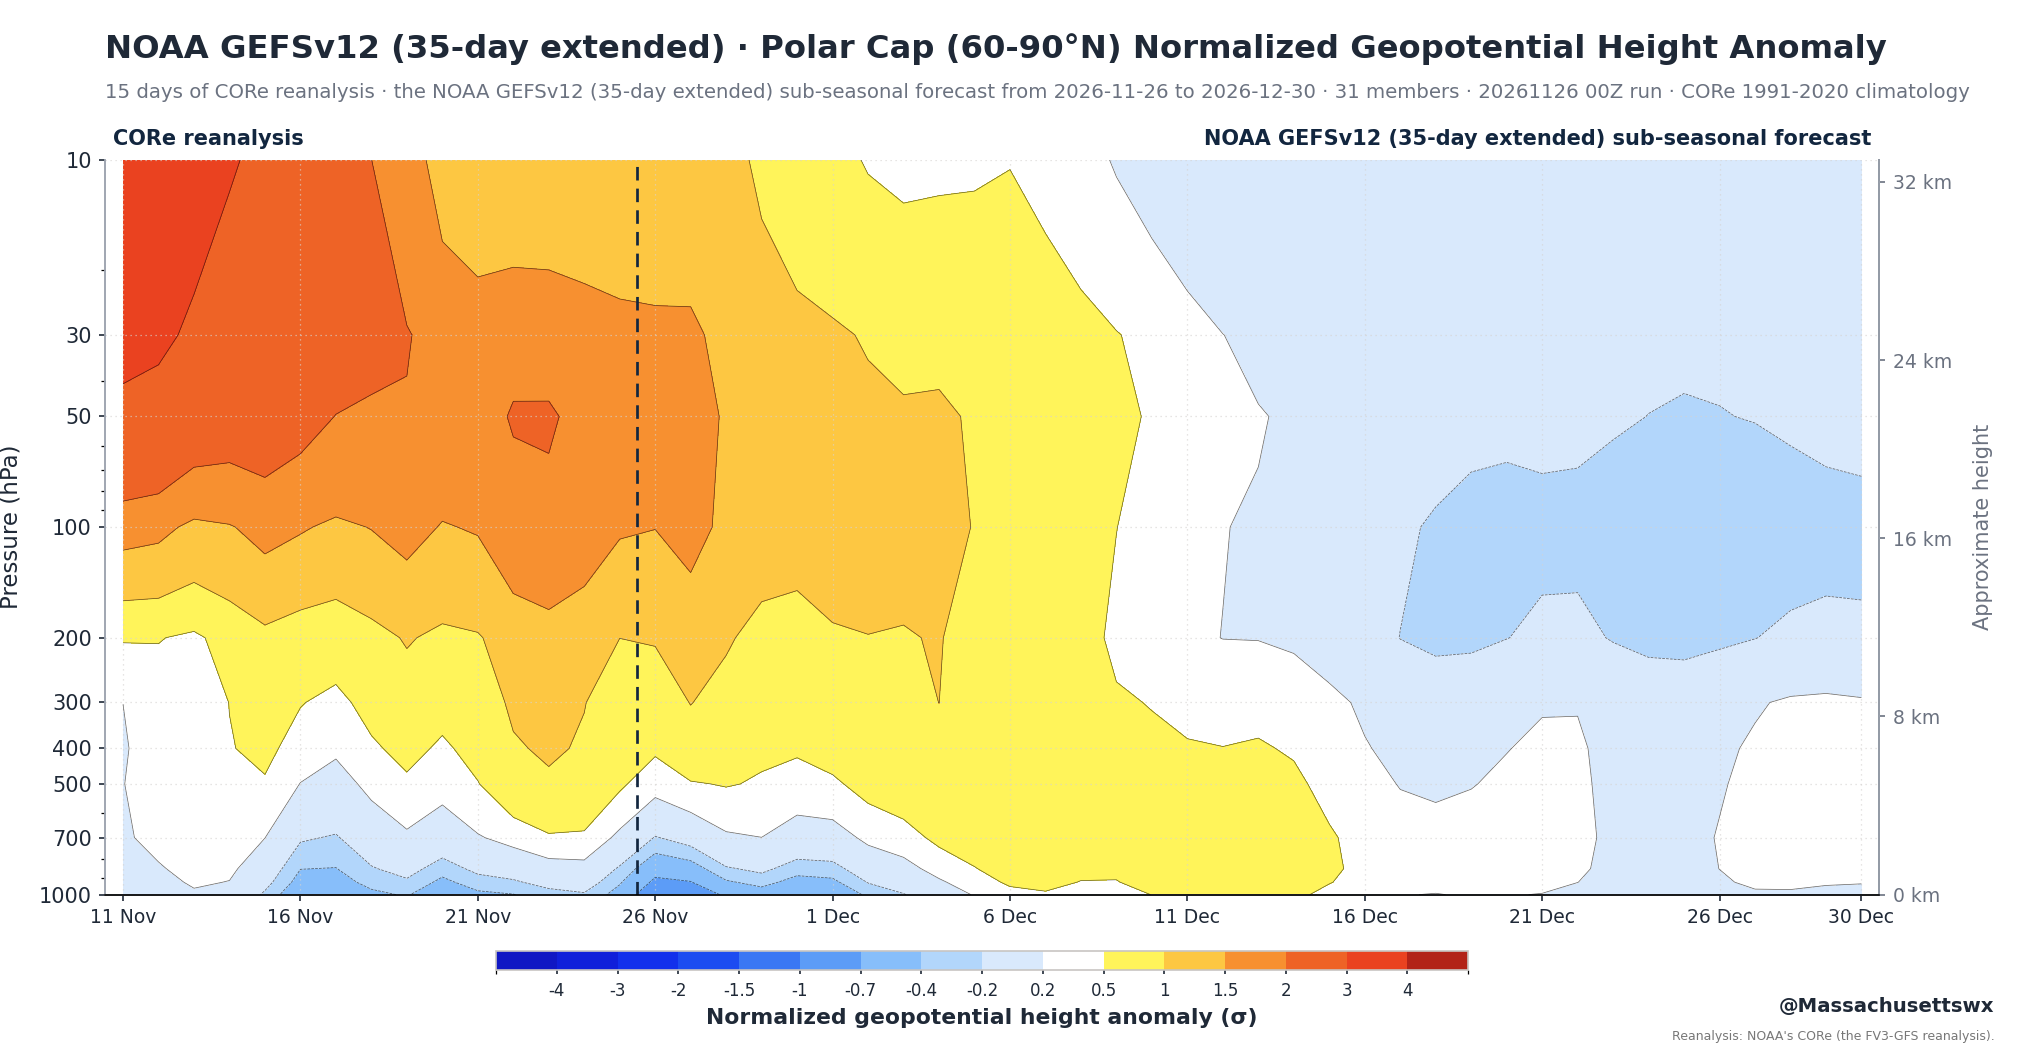 NOAA GEFSv12 (35-day extended) · Polar Cap (60-90°N) Normalized Geopotential Height Anomaly
15 days of CORe reanalysis · the NOAA GEFSv12 (35-day extended) sub-seasonal forecast from 2026-11-26 to 2026-12-30 · 31 members · 20261126 00Z run · CORe 1991-2020 climatology
CORe reanalysis
NOAA GEFSv12 (35-day extended) sub-seasonal forecast
Pressure (hPa)
10
30
50
100
200
300
400
500
700
1000
32 km
24 km
16 km
8 km
0 km
Approximate height
11 Nov 16 Nov 21 Nov 26 Nov 1 Dec 6 Dec 11 Dec 16 Dec 21 Dec 26 Dec 30 Dec
-4 -3 -2 -1.5 -1 -0.7 -0.4 -0.2 0.2 0.5 1 1.5 2 3 4
Normalized geopotential height anomaly (σ)
@Massachusettswx
Reanalysis: NOAA's CORe (the FV3-GFS reanalysis).